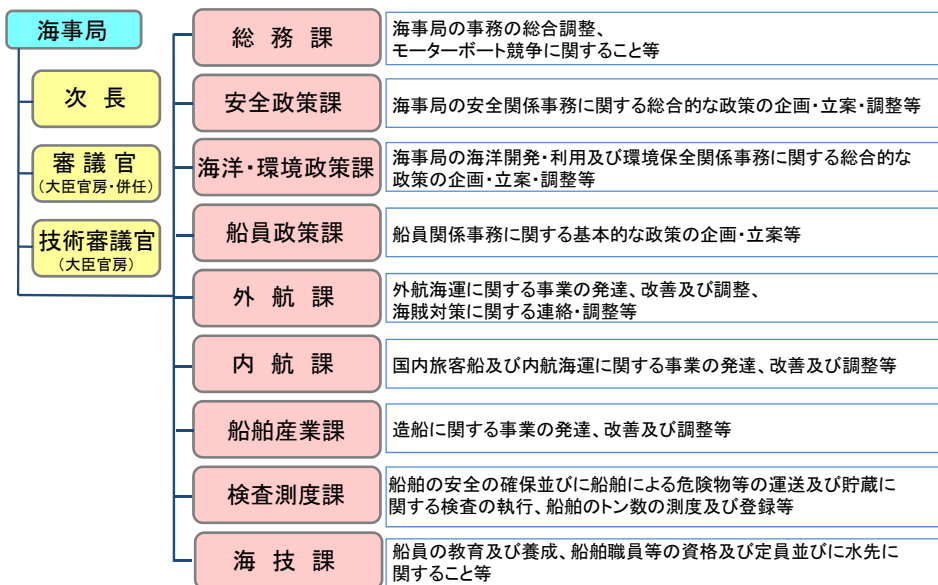 海事局
次 長
審 議 官
（大臣官房・併任）
技術審議官
（大臣官房）
総 務 課
海事局の事務の総合調整、
モーターボート競争に関すること等
安全政策課
海事局の安全関係事務に関する総合的な政策の企画・立案・調整等
海洋・環境政策課
海事局の海洋開発・利用及び環境保全関係事務に関する総合的な
政策の企画・立案・調整等
船員政策課
船員関係事務に関する基本的な政策の企画・立案等
外 航 課
外航海運に関する事業の発達、改善及び調整、
海賊対策に関する連絡・調整等
内 航 課
国内旅客船及び内航海運に関する事業の発達、改善及び調整等
船舶産業課
造船に関する事業の発達、改善及び調整等
検査測度課
船舶の安全の確保並びに船舶による危険物等の運送及び貯蔵に
関する検査の執行、船舶のトン数の測度及び登録等
海 技 課
船員の教育及び養成、船舶職員等の資格及び定員並びに水先に
関すること等